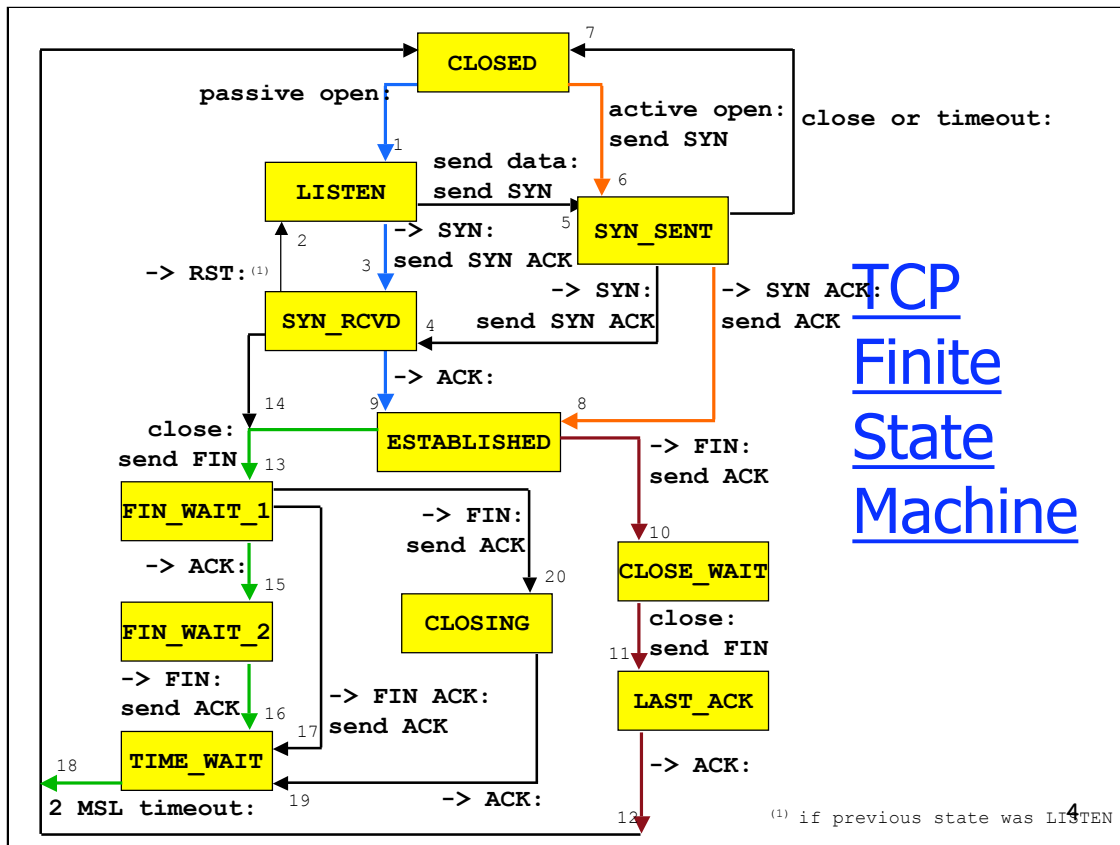 7
CLOSED
passive open:
active open:
send SYN
close or timeout:
1
send data:
send SYN
6
LISTEN
5
SYN_SENT
2
-> SYN:
send SYN ACK
-> RST: (1)
3
-> SYN:
send SYN ACK
-> SYN ACK:
send ACK
SYN_RCVD
4
-> ACK:
14
9
8
close:
send FIN
ESTABLISHED
-> FIN:
send ACK
13
FIN_WAIT_1
-> FIN:
send ACK
10
-> ACK:
15
20
CLOSE_WAIT
FIN_WAIT_2
CLOSING
close:
send FIN
11
-> FIN:
send ACK
16
-> FIN ACK:
send ACK
17
LAST_ACK
TIME_WAIT
18
19
-> ACK:
-> ACK:
2 MSL timeout:
12
TCP
Finite
State
Machine
(1) if previous state was LISTEN
4